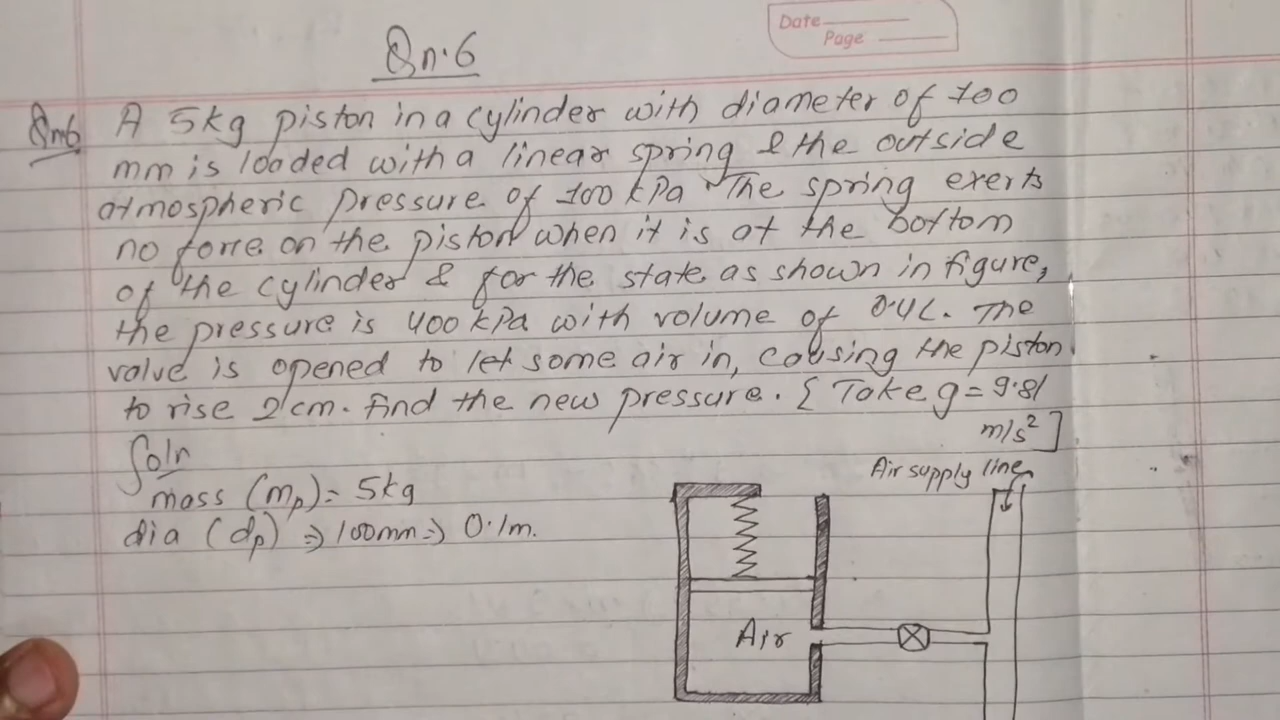 Date
Page
Qn.6
Qn6 A 5kg piston in a cylinder with diameter of 100
mm is loaded with a linear spring & the outside
atmospheric pressure of 100 kPa. The spring exerts
no force on the piston when it is at the bottom
of the cylinder & for the state as shown in figure,
the pressure is 400 kPa with volume of 0.4L. The
valve is opened to let some air in, causing the piston
to rise 2 cm. Find the new pressure. [ Take g = 9.81
m/s² ]
Soln
mass (mp) = 5kg
dia (dp) ⇒ 100mm ⇒ 0.1m.
Air supply line
Air